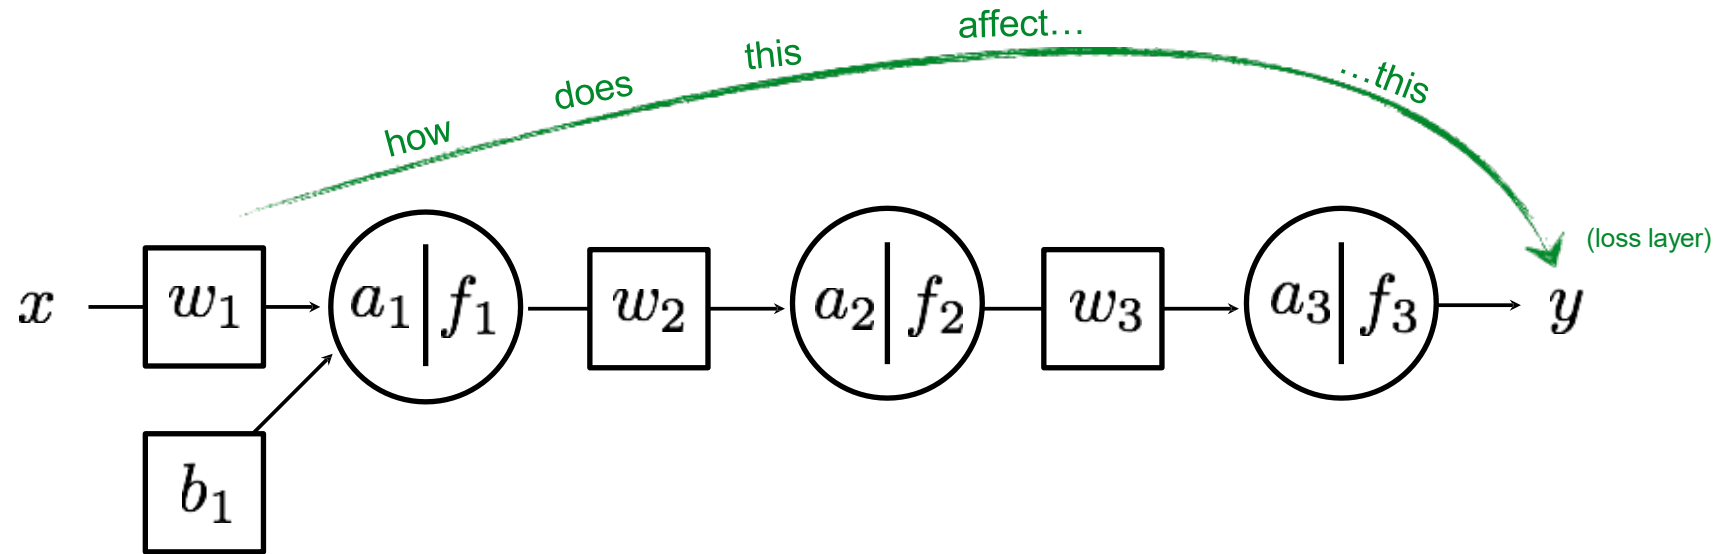 how does this affect… …this
(loss layer)
x w₁ a₁ | f₁ w₂ a₂ | f₂ w₃ a₃ | f₃ y
b₁